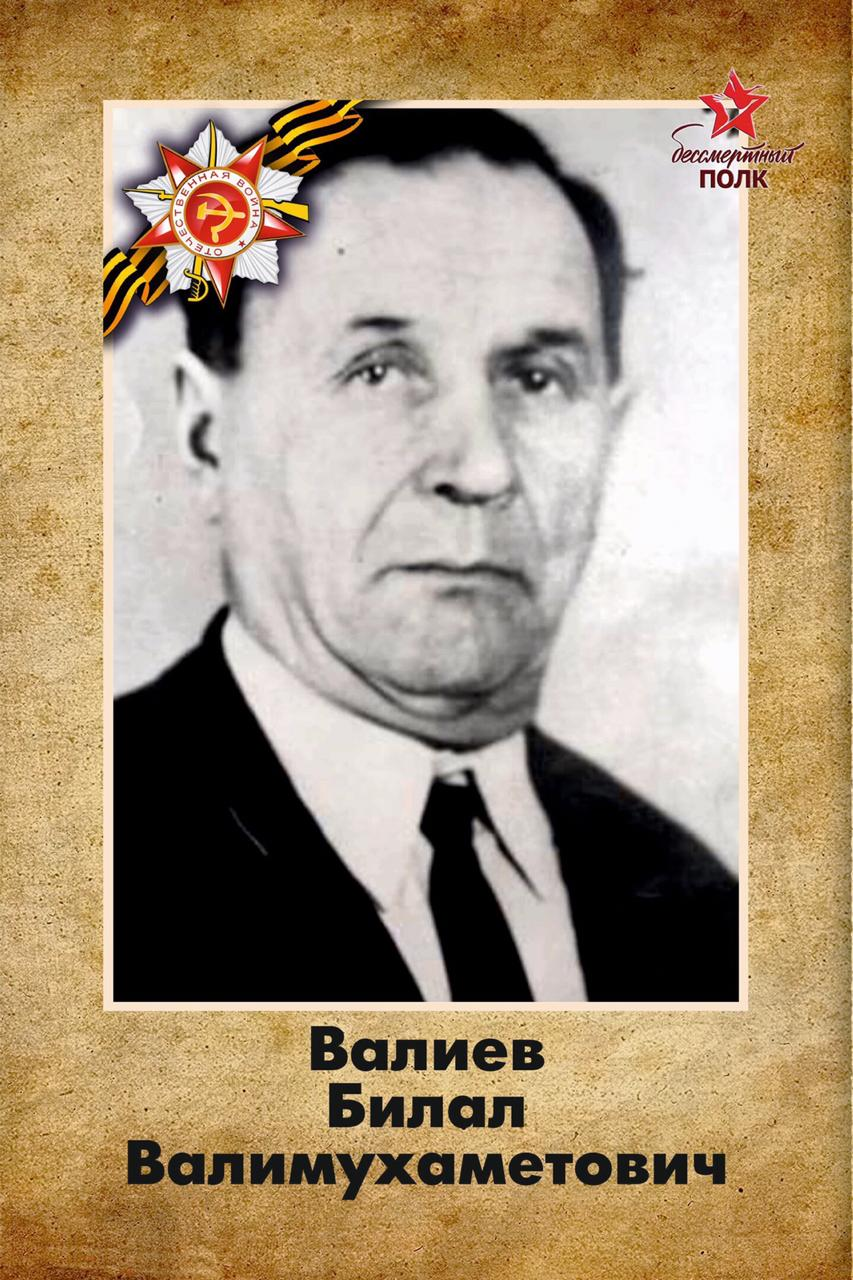 ОТЕЧЕСТВЕННАЯ ВОЙНА
бессмертный
ПОЛК
Валиев
Билал
Валимухаметович